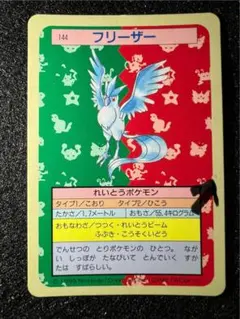 144
フリーザー
れいとうポケモン
タイプ1/こおり タイプ2/ひこう
たかさ/1.7メートル おもさ/55.4キログラム
おもなわざ/つつく・れいとうビーム
ふぶき・こうそくいどう
でんせつの とりポケモンの ひとつ。 なが
い しっぽが たなびいて とんでいく すが
たは すばらしい。